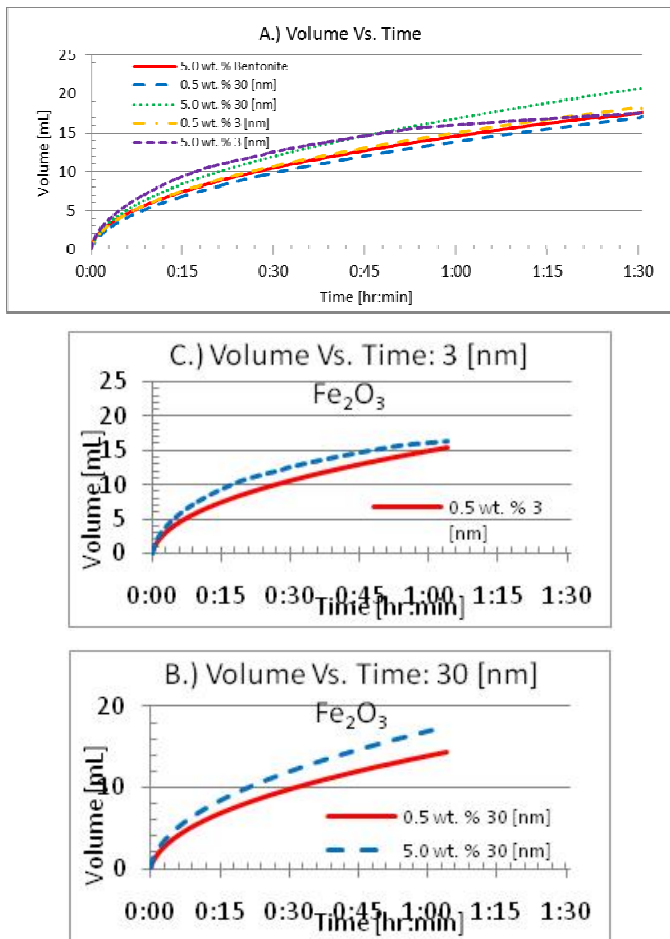 A.) Volume Vs. Time
25
20
15
10
5
0
Volume [mL]
5.0 wt. % Bentonite
0.5 wt. % 30 [nm]
5.0 wt. % 30 [nm]
0.5 wt. % 3 [nm]
5.0 wt. % 3 [nm]
0:00 0:15 0:30 0:45 1:00 1:15 1:30
Time [hr:min]
C.) Volume Vs. Time: 3 [nm]
Fe₂O₃
25
20
15
10
5
0
Volume [mL]
0.5 wt. % 3
[nm]
0:00 0:15 0:30 0:45 1:00 1:15 1:30
Time [hr:min]
B.) Volume Vs. Time: 30 [nm]
Fe₂O₃
20
10
0
Volume [mL]
0.5 wt. % 30 [nm]
5.0 wt. % 30 [nm]
0:00 0:15 0:30 0:45 1:00 1:15 1:30
Time [hr:min]